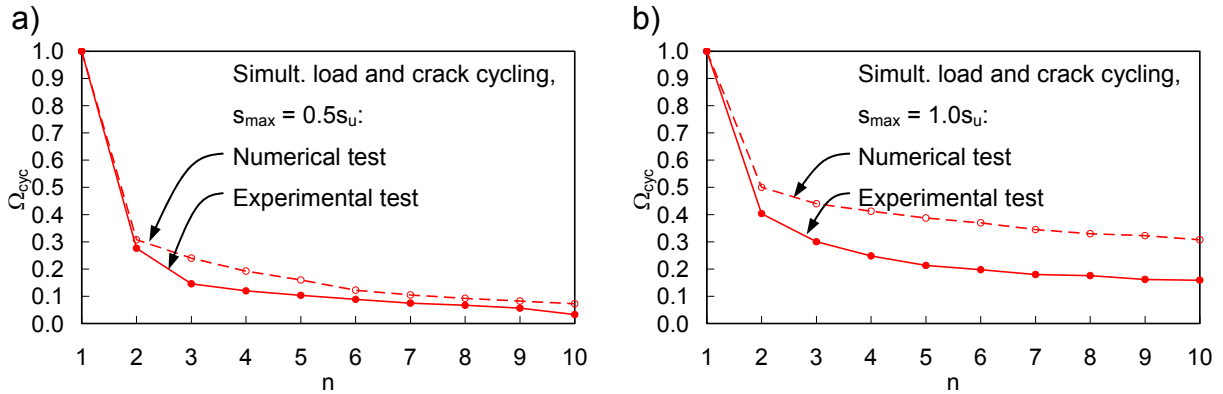 a)
1.0
0.9
0.8
0.7
0.6
0.5
0.4
0.3
0.2
0.1
0.0
Ωcyc
Simult. load and crack cycling,
smax = 0.5su:
Numerical test
Experimental test
1 2 3 4 5 6 7 8 9 10
n
b)
1.0
0.9
0.8
0.7
0.6
0.5
0.4
0.3
0.2
0.1
0.0
Ωcyc
Simult. load and crack cycling,
smax = 1.0su:
Numerical test
Experimental test
1 2 3 4 5 6 7 8 9 10
n